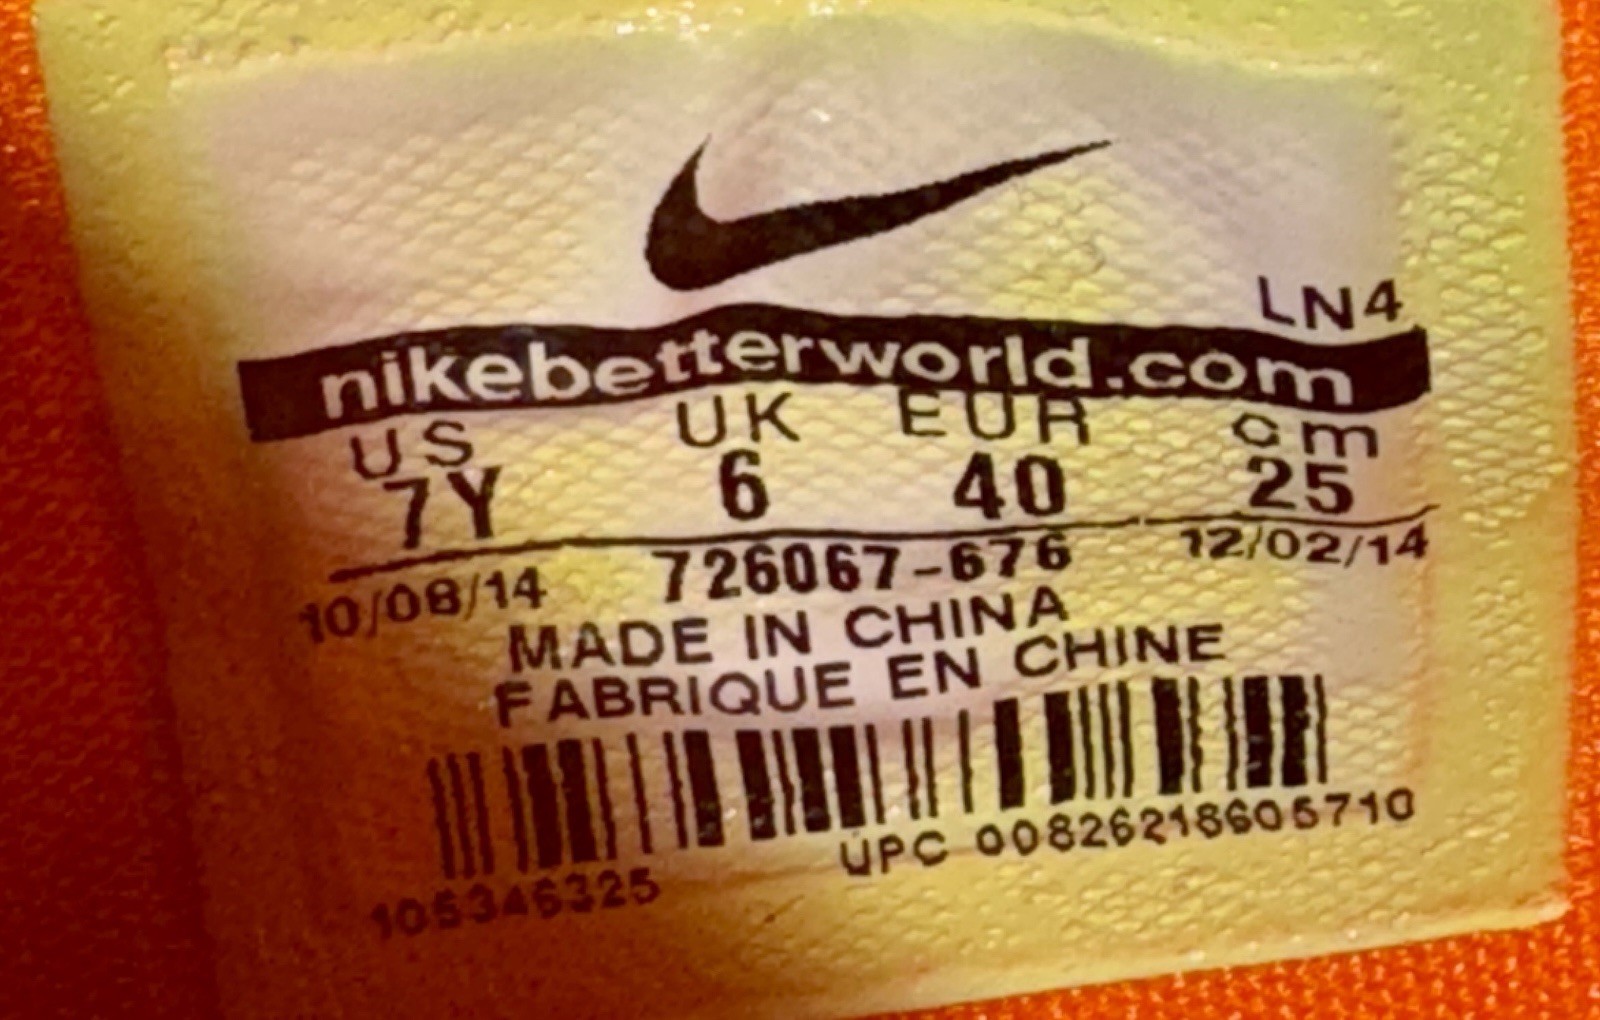 LN4
nikebetterworld.com
US UK EUR cm
7Y 6 40 25
10/08/14 726067-676 12/02/14
MADE IN CHINA
FABRIQUE EN CHINE
UPC 00826218605710
105346325